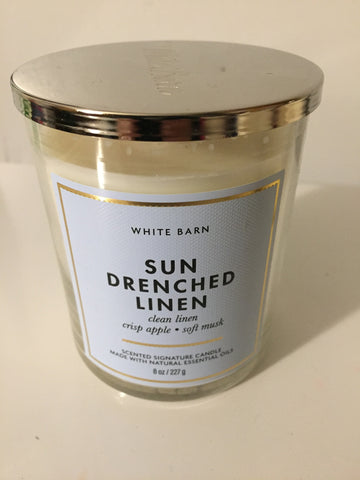 WHITE BARN
SUN
DRENCHED
LINEN
clean linen
crisp apple • soft musk
SCENTED SIGNATURE CANDLE
MADE WITH NATURAL ESSENTIAL OILS
8 oz / 227 g